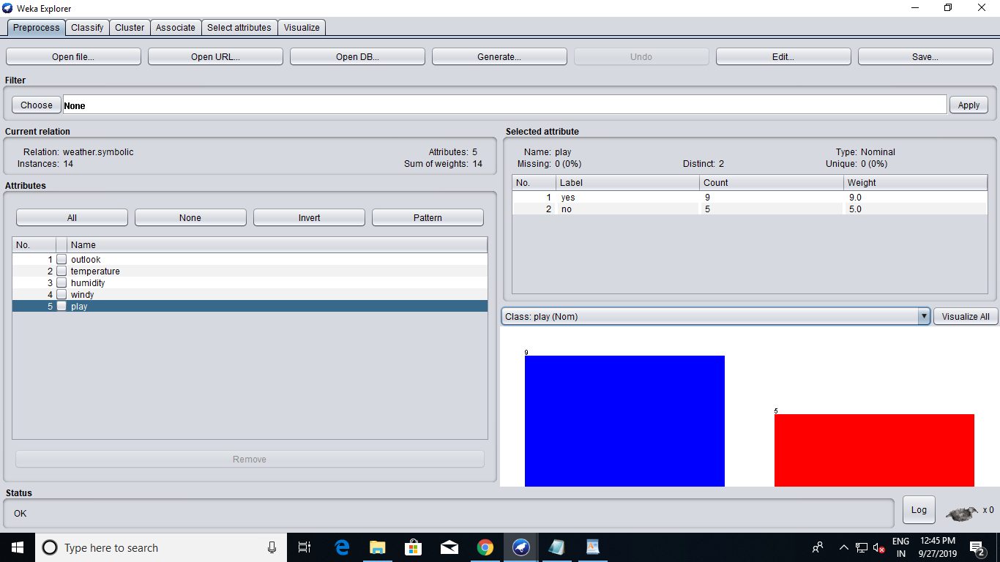 Weka Explorer
Preprocess Classify Cluster Associate Select attributes Visualize
Open file... Open URL... Open DB... Generate... Undo Edit... Save...
Filter
Choose None Apply
Current relation
Relation: weather.symbolic Attributes: 5
Instances: 14 Sum of weights: 14
Attributes
All None Invert Pattern
No. Name
1 outlook
2 temperature
3 humidity
4 windy
5 play
Remove
Selected attribute
Name: play Type: Nominal
Missing: 0 (0%) Distinct: 2 Unique: 0 (0%)
No. Label Count Weight
1 yes 9 9.0
2 no 5 5.0
Class: play (Nom) Visualize All
9
5
Status
OK
Log x 0
Type here to search
ENG 12:45 PM
IN 9/27/2019
2